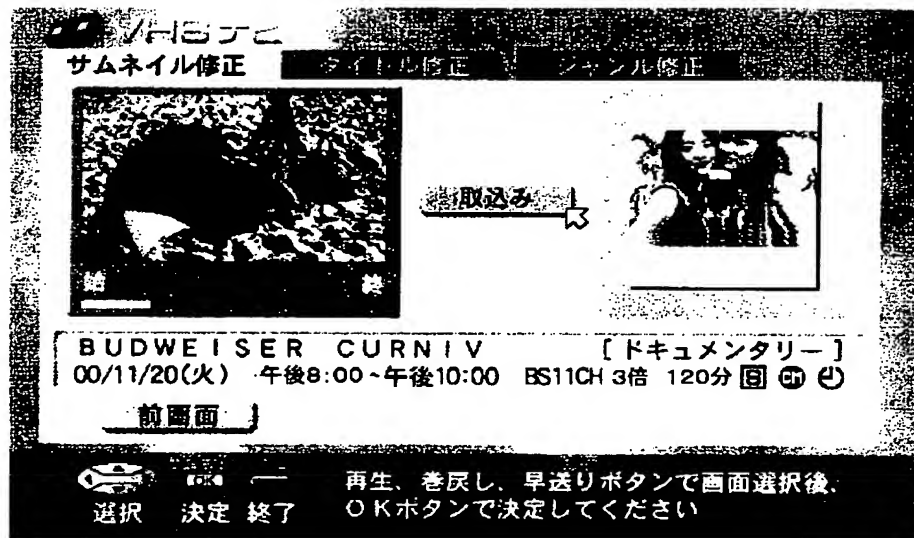 VHSナビ
サムネイル修正 タイトル修正 ジャンル修正
取込み
BUDWEISER CURNIV [ドキュメンタリー]
00/11/20(火) 午後8:00~午後10:00 BS11CH 3倍 120分 CH
前画面
OK
選択 決定 終了
再生、巻戻し、早送りボタンで画面選択後、
OKボタンで決定してください